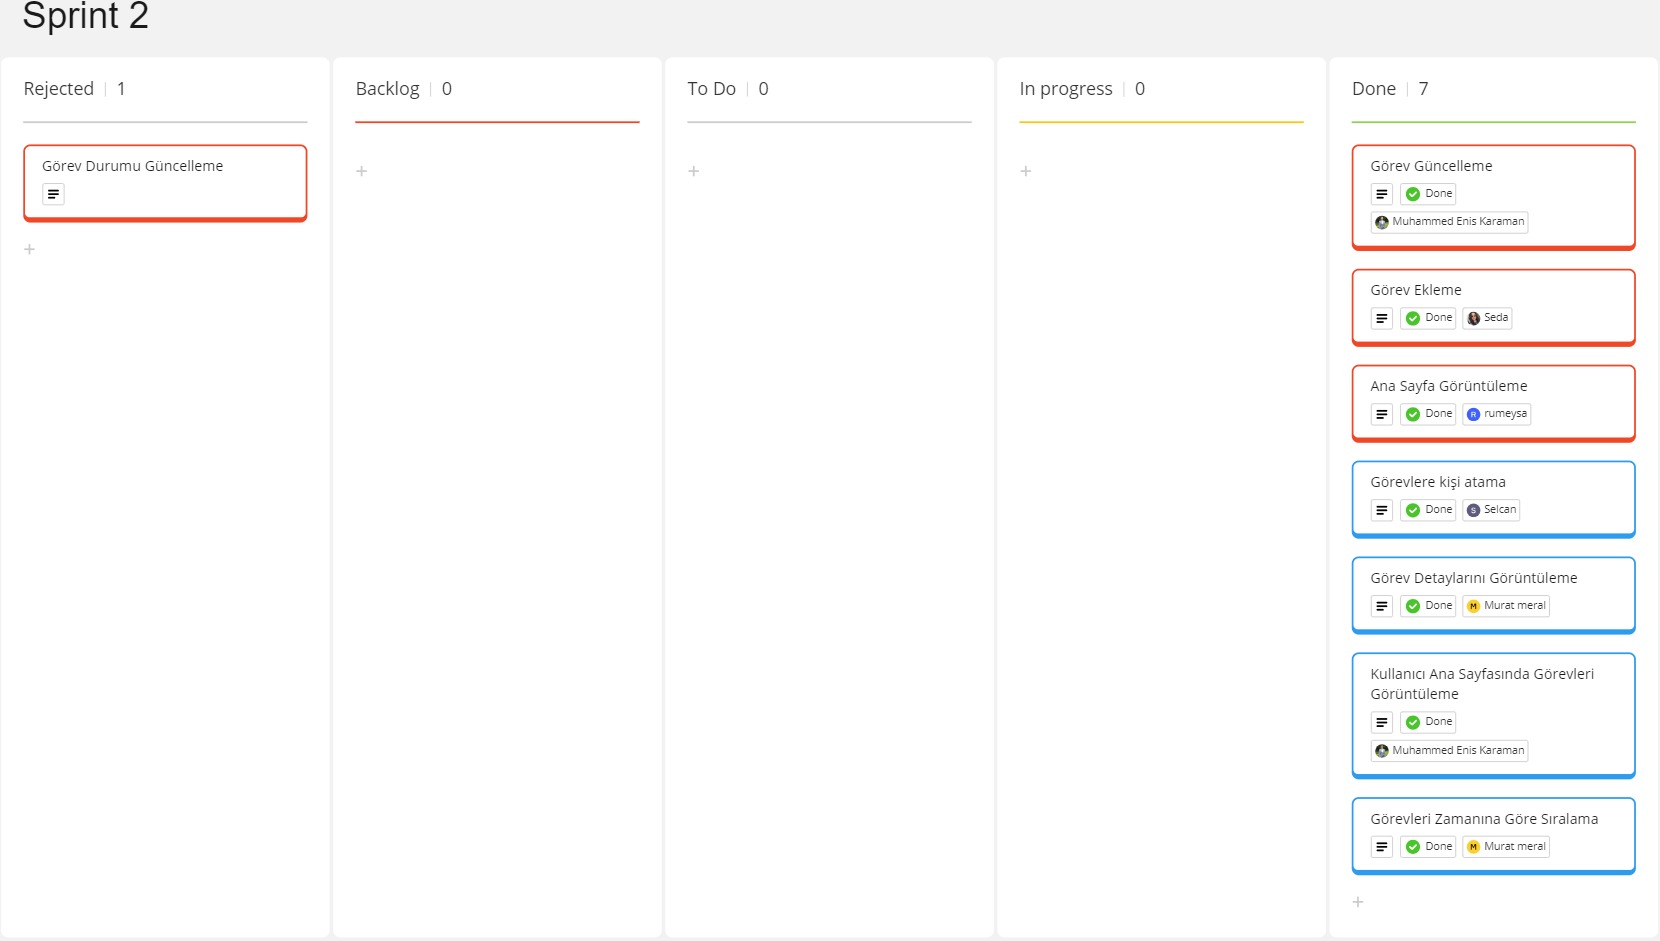 Sprint 2
Rejected 1
Görev Durumu Güncelleme
Backlog 0
To Do 0
In progress 0
Done 7
Görev Güncelleme
Done
Muhammed Enis Karaman
Görev Ekleme
Done Seda
Ana Sayfa Görüntüleme
Done R rumeysa
Görevlere kişi atama
Done S Selcan
Görev Detaylarını Görüntüleme
Done M Murat meral
Kullanıcı Ana Sayfasında Görevleri
Görüntüleme
Done
Muhammed Enis Karaman
Görevleri Zamanına Göre Sıralama
Done M Murat meral